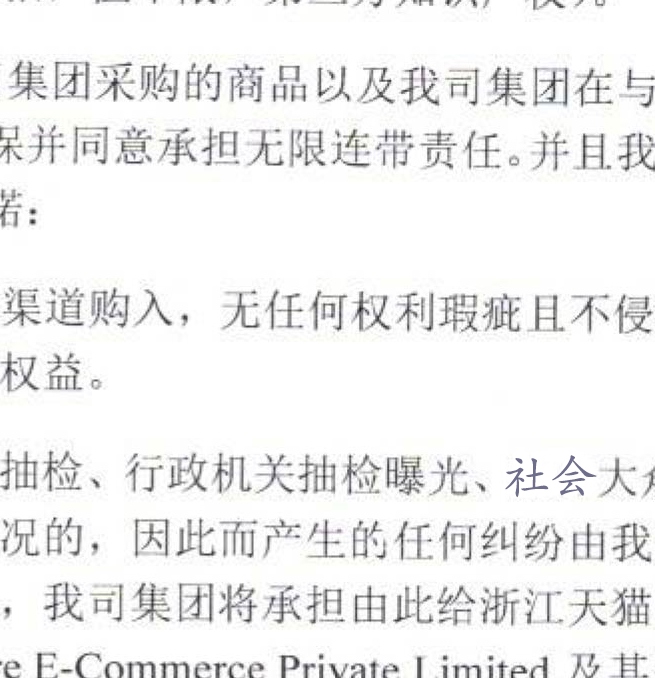 集团采购的商品以及我司集团在与
保并同意承担无限连带责任。并且我
诺：
渠道购入，无任何权利瑕疵且不侵
权益。
抽检、行政机关抽检曝光、社会大众
况的，因此而产生的任何纠纷由我
，我司集团将承担由此给浙江天猫
re E-Commerce Private Limited 及其